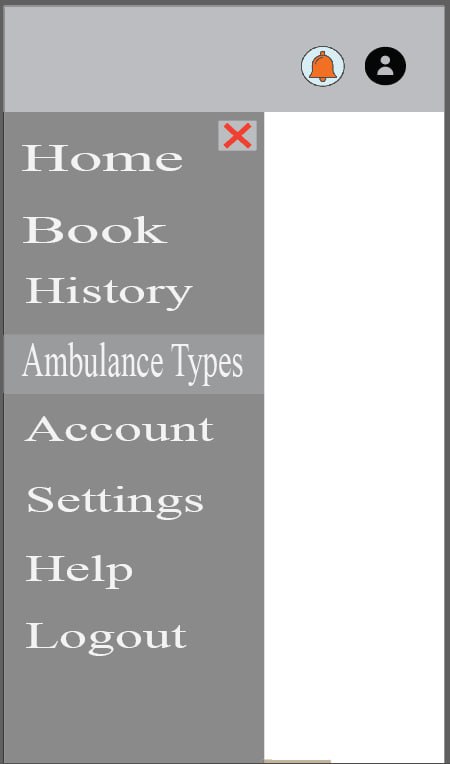 Home
Book
History
Ambulance Types
Account
Settings
Help
Logout